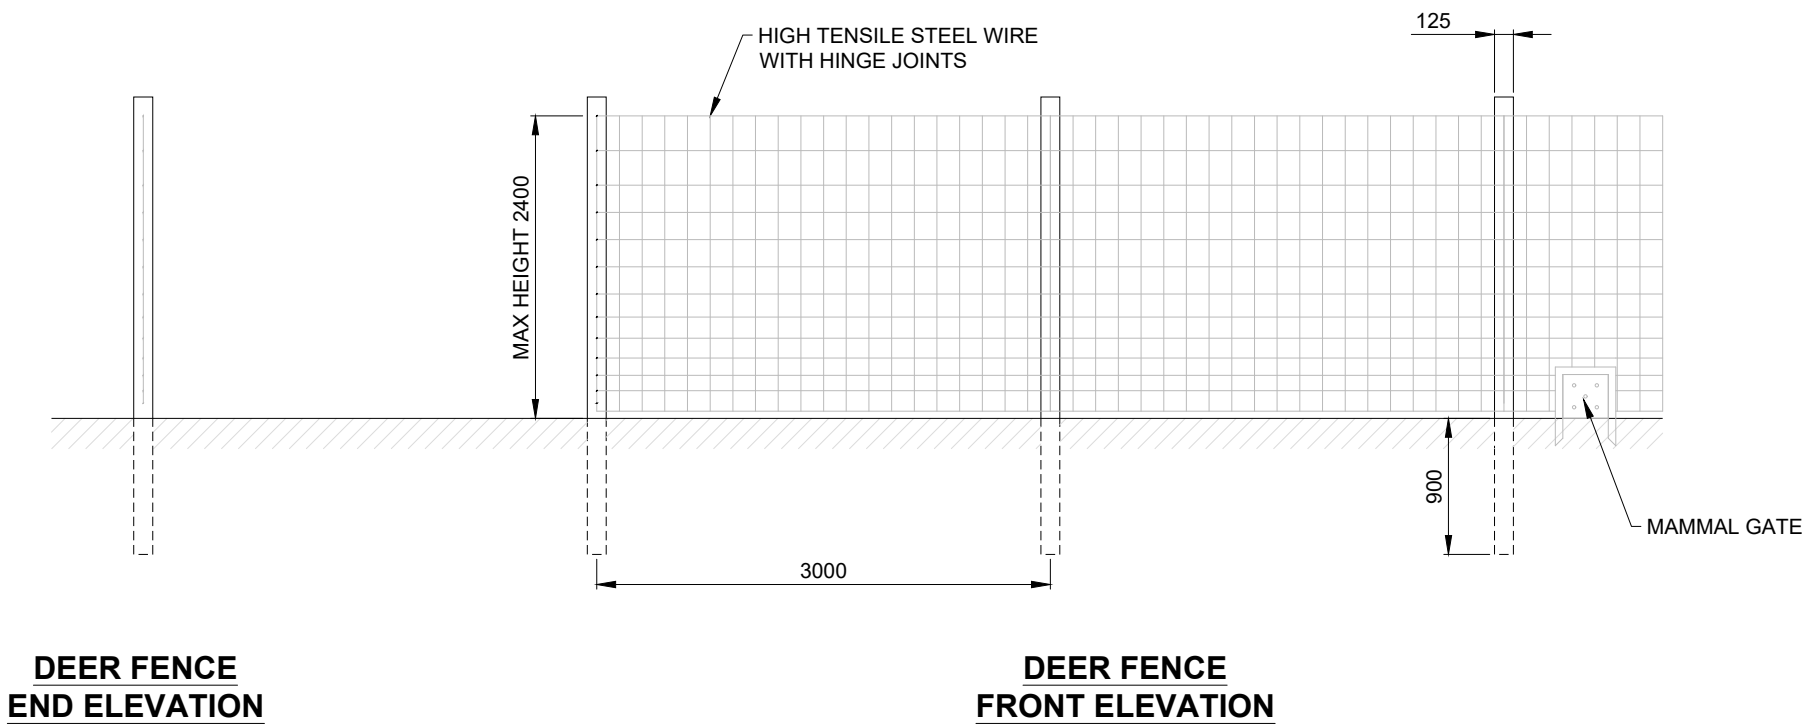 125
HIGH TENSILE STEEL WIRE
WITH HINGE JOINTS
MAX HEIGHT 2400
900
MAMMAL GATE
3000
DEER FENCE
END ELEVATION
DEER FENCE
FRONT ELEVATION